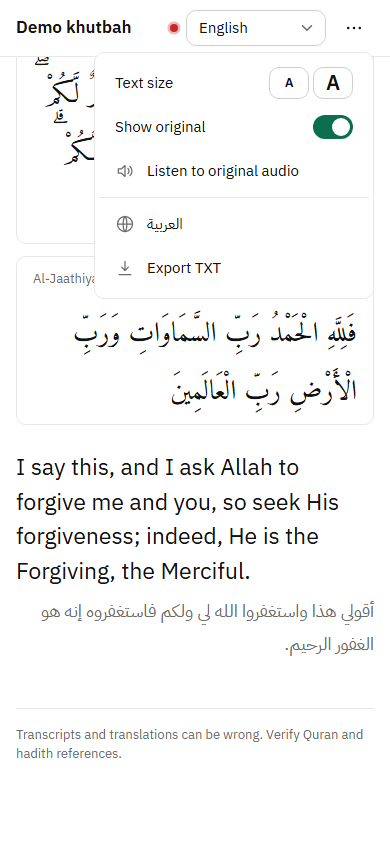 Demo khutbah
English
لَّكُمْ
Text size
A A
Show original
Listen to original audio
العربية
Export TXT
فَلِلَّهِ الْحَمْدُ رَبِّ السَّمَاوَاتِ وَرَبِّ
الْأَرْضِ رَبِّ الْعَالَمِينَ
I say this, and I ask Allah to
forgive me and you, so seek His
forgiveness; indeed, He is the
Forgiving, the Merciful.
أقولي هذا واستغفروا الله لي ولكم فاستغفروه إنه هو
الغفور الرحيم.
Transcripts and translations can be wrong. Verify Quran and
hadith references.